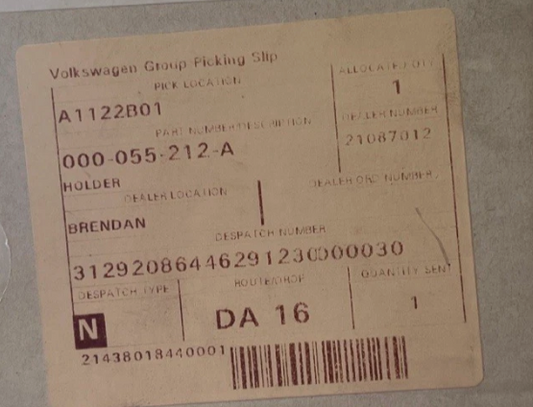 Volkswagen Group Picking Slip
PICK LOCATION
ALLOCATED QTY
A1122B01
1
PART NUMBER/DESCRIPTION
DEALER NUMBER
000-055-212-A
21087012
HOLDER
DEALER LOCATION
DEALER ORD NUMBER
BRENDAN
DESPATCH NUMBER
31292086446291230000030
DESPATCH TYPE
ROUTE/DROP
QUANTITY SENT
N
DA 16
1
21438018440001